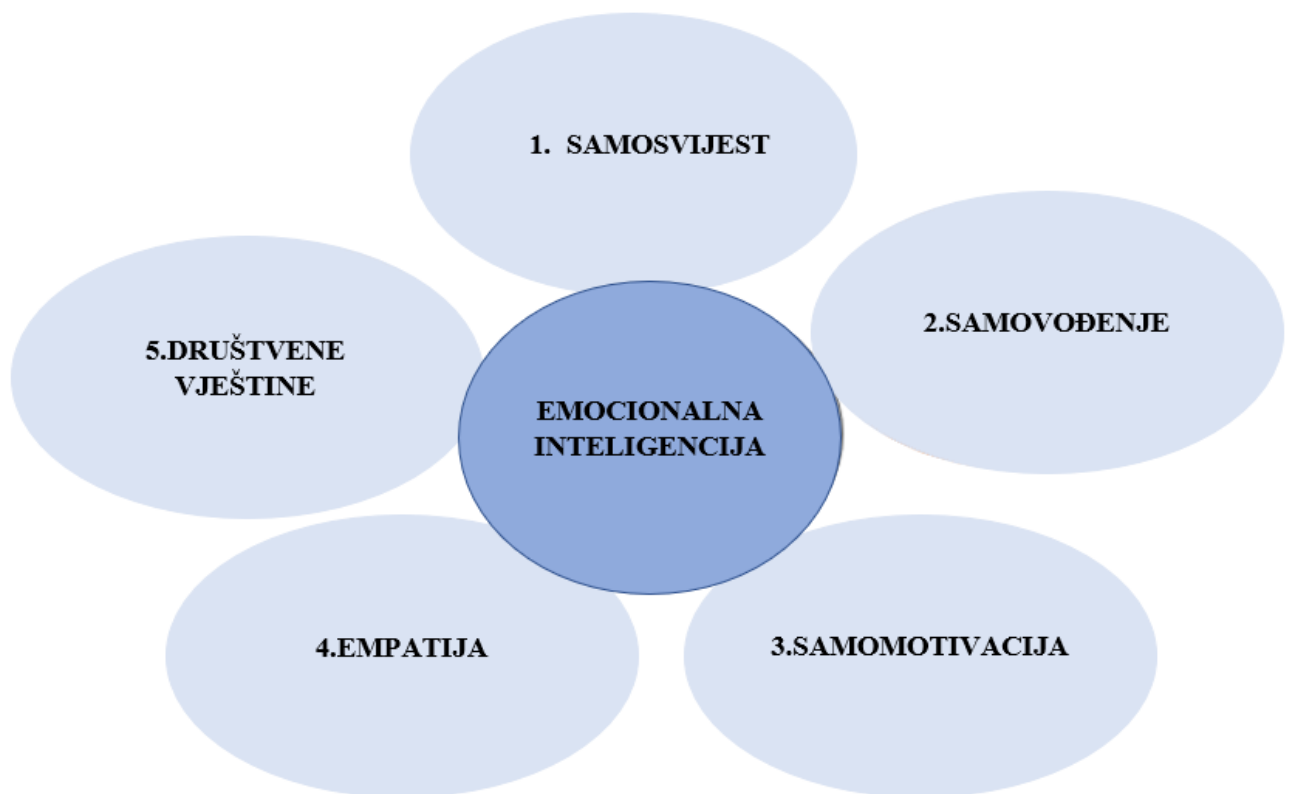 1. SAMOSVIJEST
2.SAMOVOĐENJE
3.SAMOMOTIVACIJA
4.EMPATIJA
5.DRUŠTVENE
VJEŠTINE
EMOCIONALNA
INTELIGENCIJA